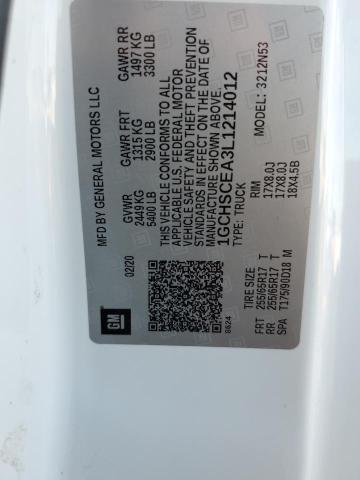 MFD BY GENERAL MOTORS LLC
02/20
GVWR
2449 KG
5400 LB
GAWR FRT
1315 KG
2900 LB
GAWR RR
1497 KG
3300 LB
THIS VEHICLE CONFORMS TO ALL
APPLICABLE U.S. FEDERAL MOTOR
VEHICLE SAFETY AND THEFT PREVENTION
STANDARDS IN EFFECT ON THE DATE OF
MANUFACTURE SHOWN ABOVE.
1GCHSCEA3L1214012
TYPE: TRUCK
MODEL: 3212N53
GM
8624
TIRE SIZE RIM
FRT 255/65R17 T 17X8.0J
RR 255/65R17 T 17X8.0J
SPA T175/90D18 M 18X4.5B